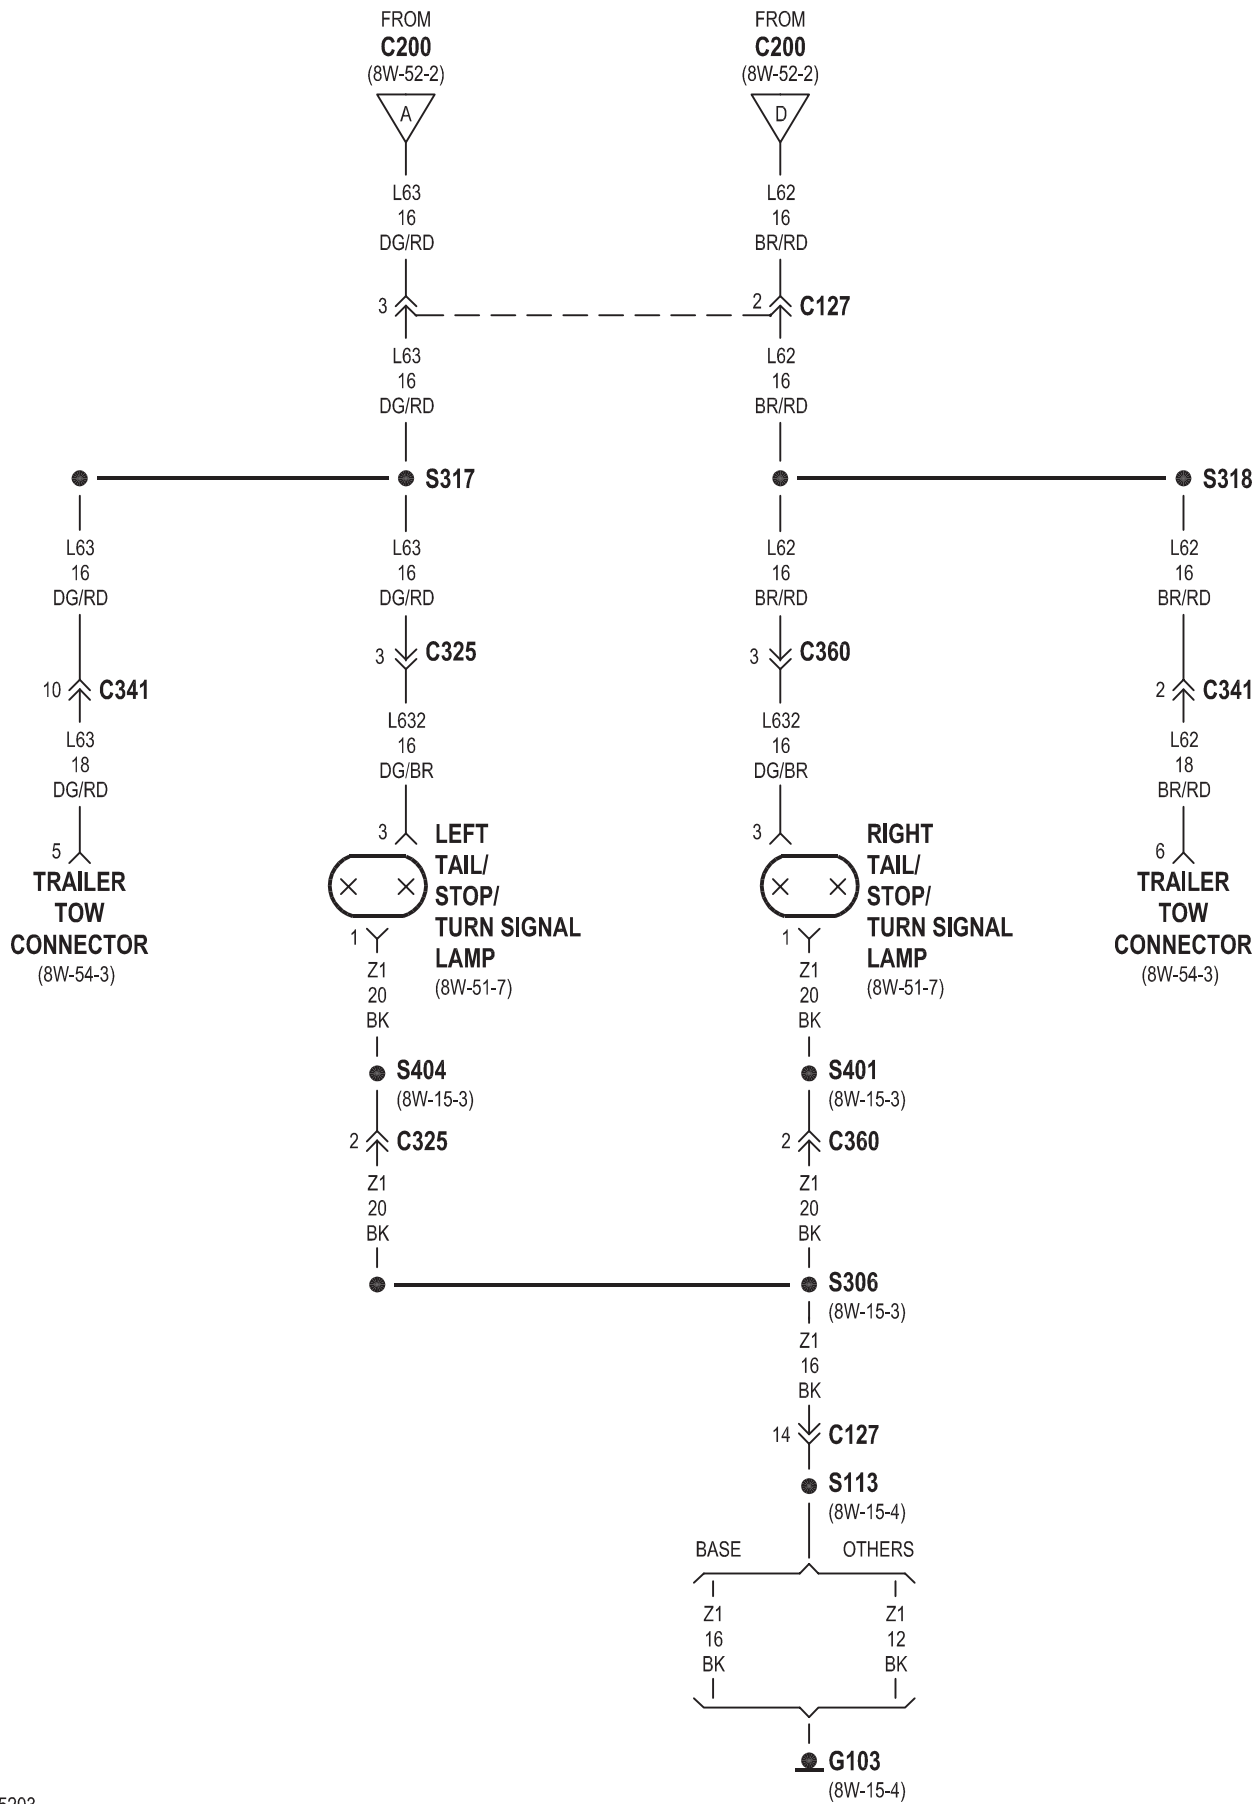 FROM
C200
(8W-52-2)
A
FROM
C200
(8W-52-2)
D
L63
16
DG/RD
L62
16
BR/RD
3
2
C127
L63
16
DG/RD
L62
16
BR/RD
S317
S318
L63
16
DG/RD
L63
16
DG/RD
L62
16
BR/RD
L62
16
BR/RD
10
C341
3
C325
3
C360
2
C341
L63
18
DG/RD
L632
16
DG/BR
L632
16
DG/BR
L62
18
BR/RD
5
TRAILER
TOW
CONNECTOR
(8W-54-3)
3
LEFT
TAIL/
STOP/
TURN SIGNAL
LAMP
(8W-51-7)
3
RIGHT
TAIL/
STOP/
TURN SIGNAL
LAMP
(8W-51-7)
6
TRAILER
TOW
CONNECTOR
(8W-54-3)
1
Z1
20
BK
1
Z1
20
BK
S404
(8W-15-3)
S401
(8W-15-3)
2
C325
2
C360
Z1
20
BK
Z1
20
BK
S306
(8W-15-3)
Z1
16
BK
14
C127
S113
(8W-15-4)
BASE
OTHERS
Z1
16
BK
Z1
12
BK
G103
(8W-15-4)